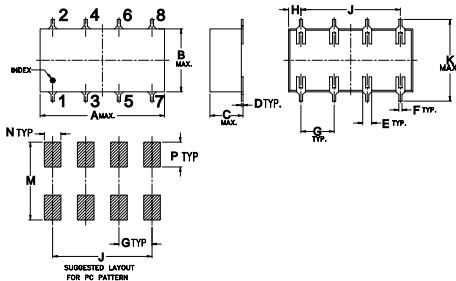 2 4 6 8
B
MAX.
INDEX
1 3 5 7
A MAX.
C
MAX.
D TYP.
H J
K
MAX
F TYP.
E TYP.
G
TYP.
N TYP
P TYP
M
G TYP
J
SUGGESTED LAYOUT
FOR PC PATTERN